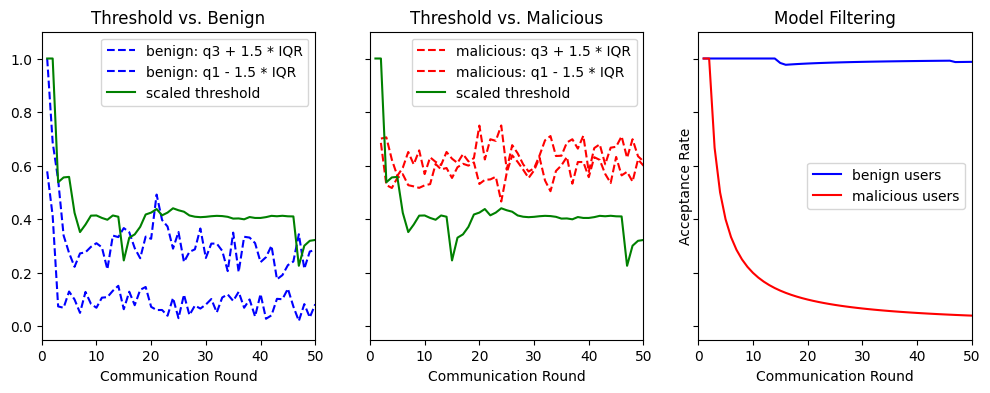 Threshold vs. Benign
benign: q3 + 1.5 * IQR
benign: q1 - 1.5 * IQR
scaled threshold
1.0
0.8
0.6
0.4
0.2
0.0
0
10
20
30
40
50
Communication Round
Threshold vs. Malicious
malicious: q3 + 1.5 * IQR
malicious: q1 - 1.5 * IQR
scaled threshold
0
10
20
30
40
50
Communication Round
Model Filtering
Acceptance Rate
benign users
malicious users
0
10
20
30
40
50
Communication Round